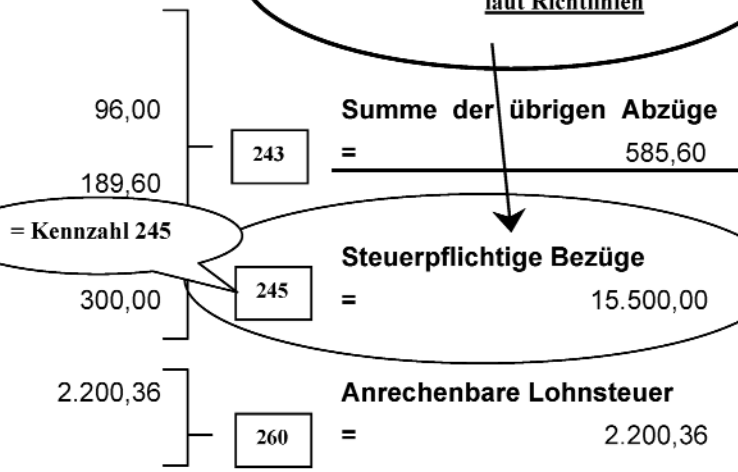 laut Richtlinien
96,00
Summe der übrigen Abzüge
243
= 585,60
189,60
= Kennzahl 245
Steuerpflichtige Bezüge
245
300,00
= 15.500,00
2.200,36
Anrechenbare Lohnsteuer
260
= 2.200,36